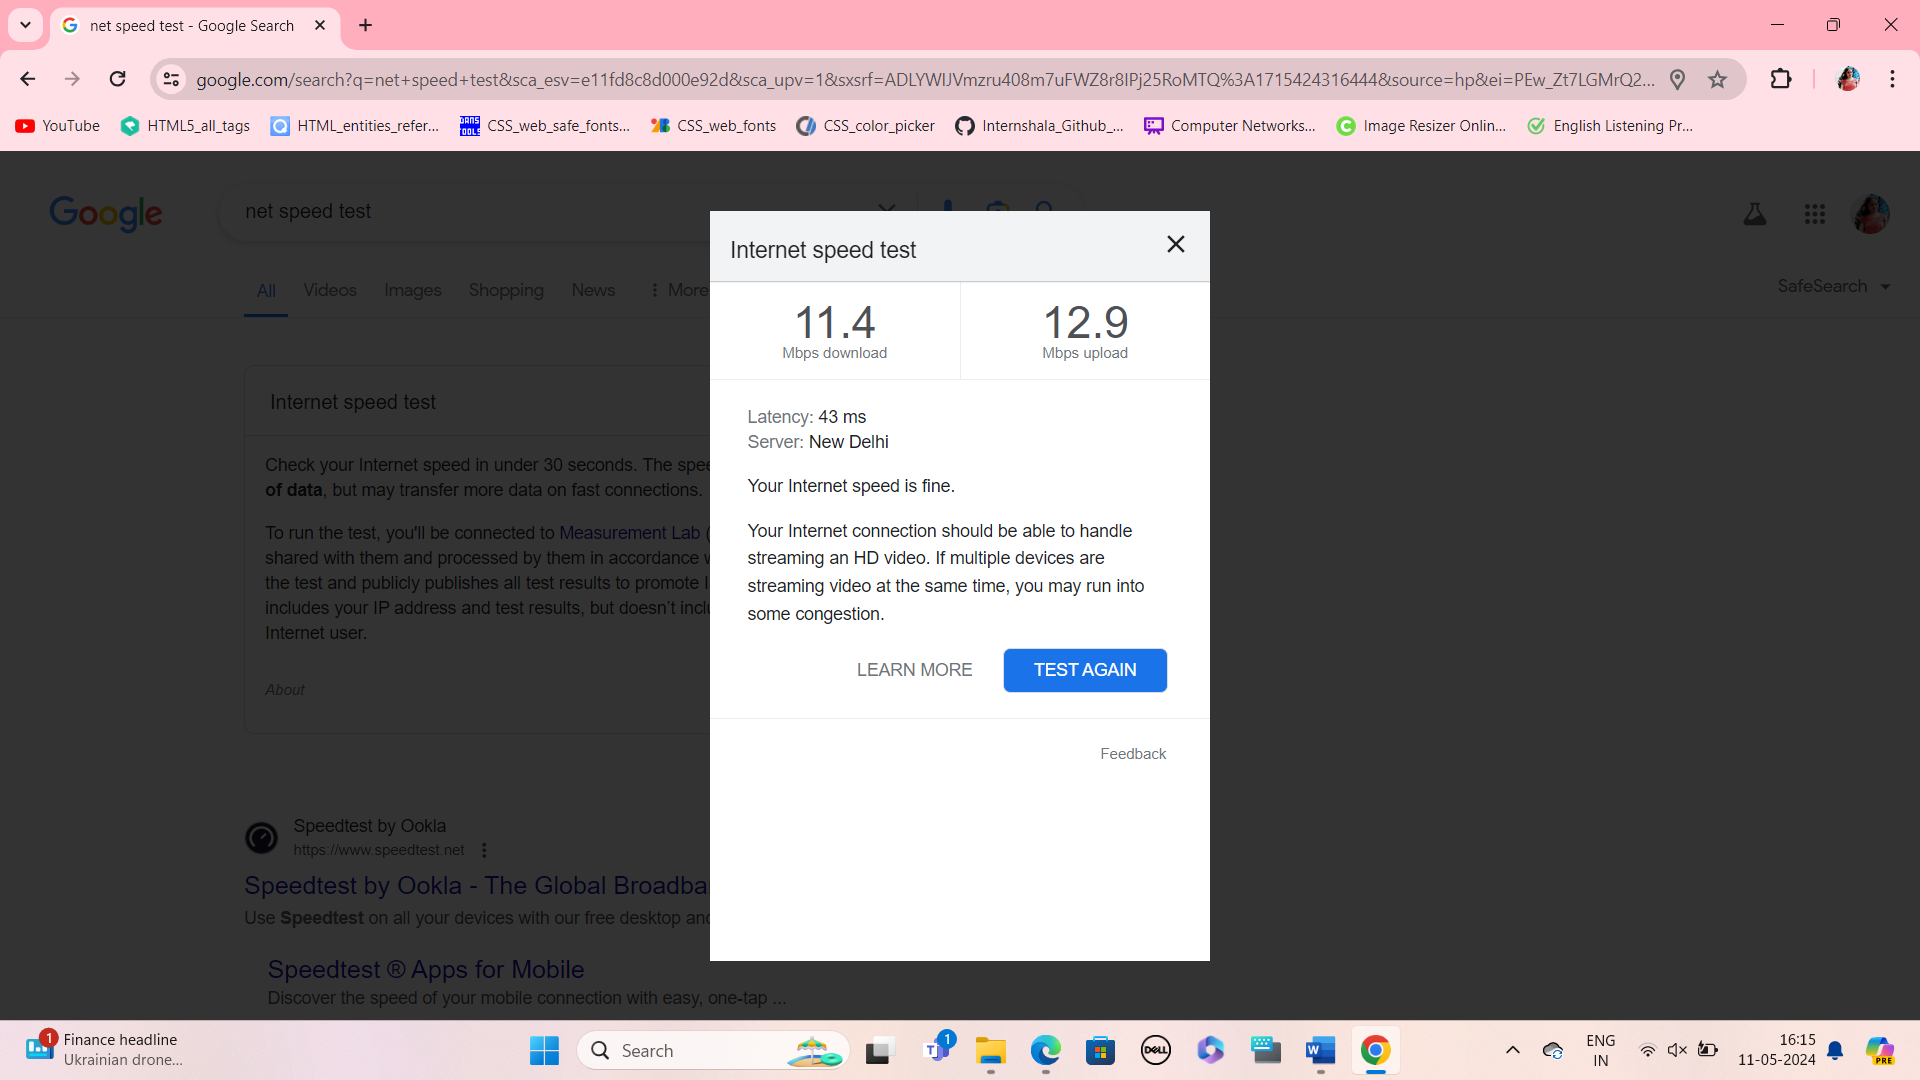 net speed test - Google Search
google.com/search?q=net+speed+test&sca_esv=e11fd8c8d000e92d&sca_upv=1&sxsrf=ADLYWIJVmzru408m7uFWZ8r8IPj25RoMTQ%3A1715424316444&source=hp&ei=PEw_Zt7LGMrQ2...
YouTube HTML5_all_tags HTML_entities_refer... CSS_web_safe_fonts... CSS_web_fonts CSS_color_picker Internshala_Github_... Computer Networks... Image Resizer Onlin... English Listening Pr...
Google
net speed test
All Videos Images Shopping News More
SafeSearch
Internet speed test
Check your Internet speed in under 30 seconds. The spee
of data, but may transfer more data on fast connections.
To run the test, you'll be connected to Measurement Lab (
shared with them and processed by them in accordance w
the test and publicly publishes all test results to promote I
includes your IP address and test results, but doesn't inclu
Internet user.
About
Speedtest by Ookla
https://www.speedtest.net
Speedtest by Ookla - The Global Broadba
Use Speedtest on all your devices with our free desktop and
Speedtest ® Apps for Mobile
Discover the speed of your mobile connection with easy, one-tap ...
Internet speed test
11.4 12.9
Mbps download Mbps upload
Latency: 43 ms
Server: New Delhi
Your Internet speed is fine.
Your Internet connection should be able to handle
streaming an HD video. If multiple devices are
streaming video at the same time, you may run into
some congestion.
LEARN MORE TEST AGAIN
Feedback
1
Finance headline
Ukrainian drone...
Search
1
DELL
ENG
IN
16:15
11-05-2024
PRE